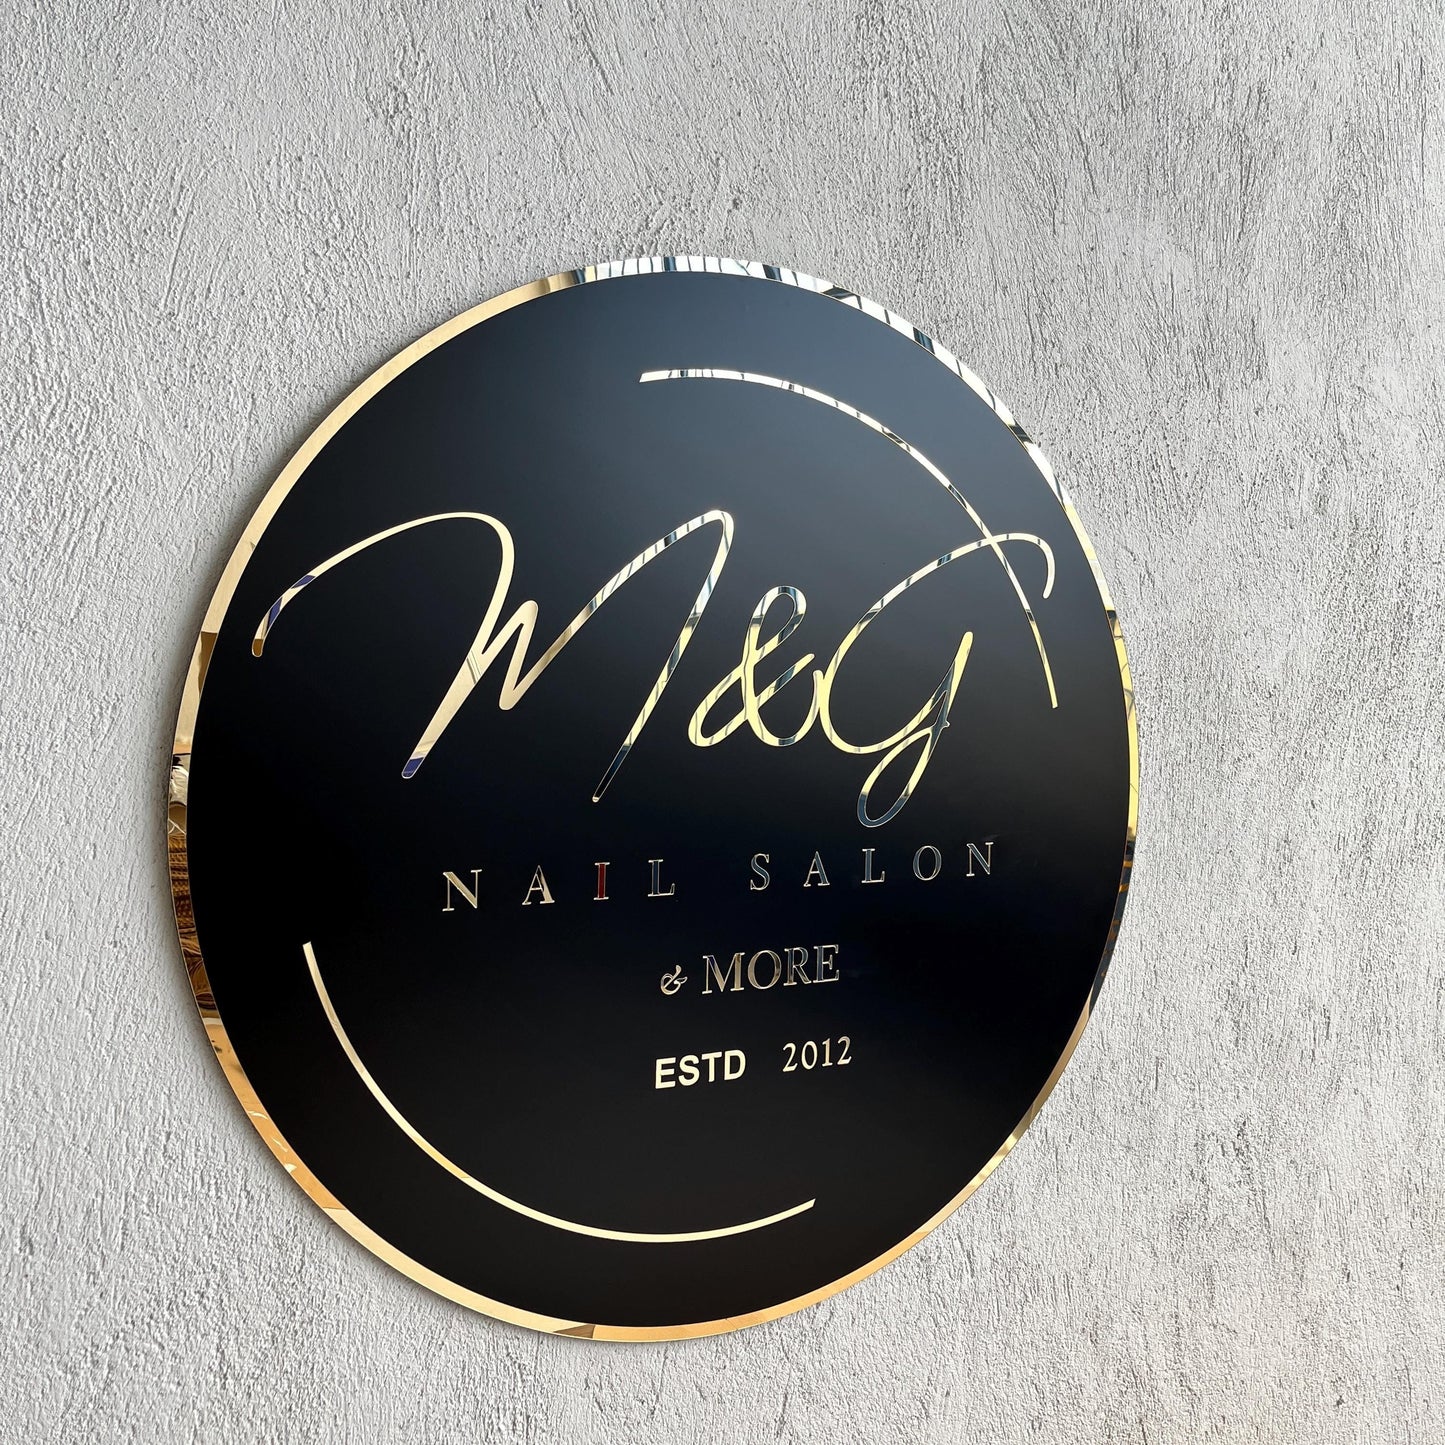 M&G
NAIL SALON
& MORE
ESTD 2012